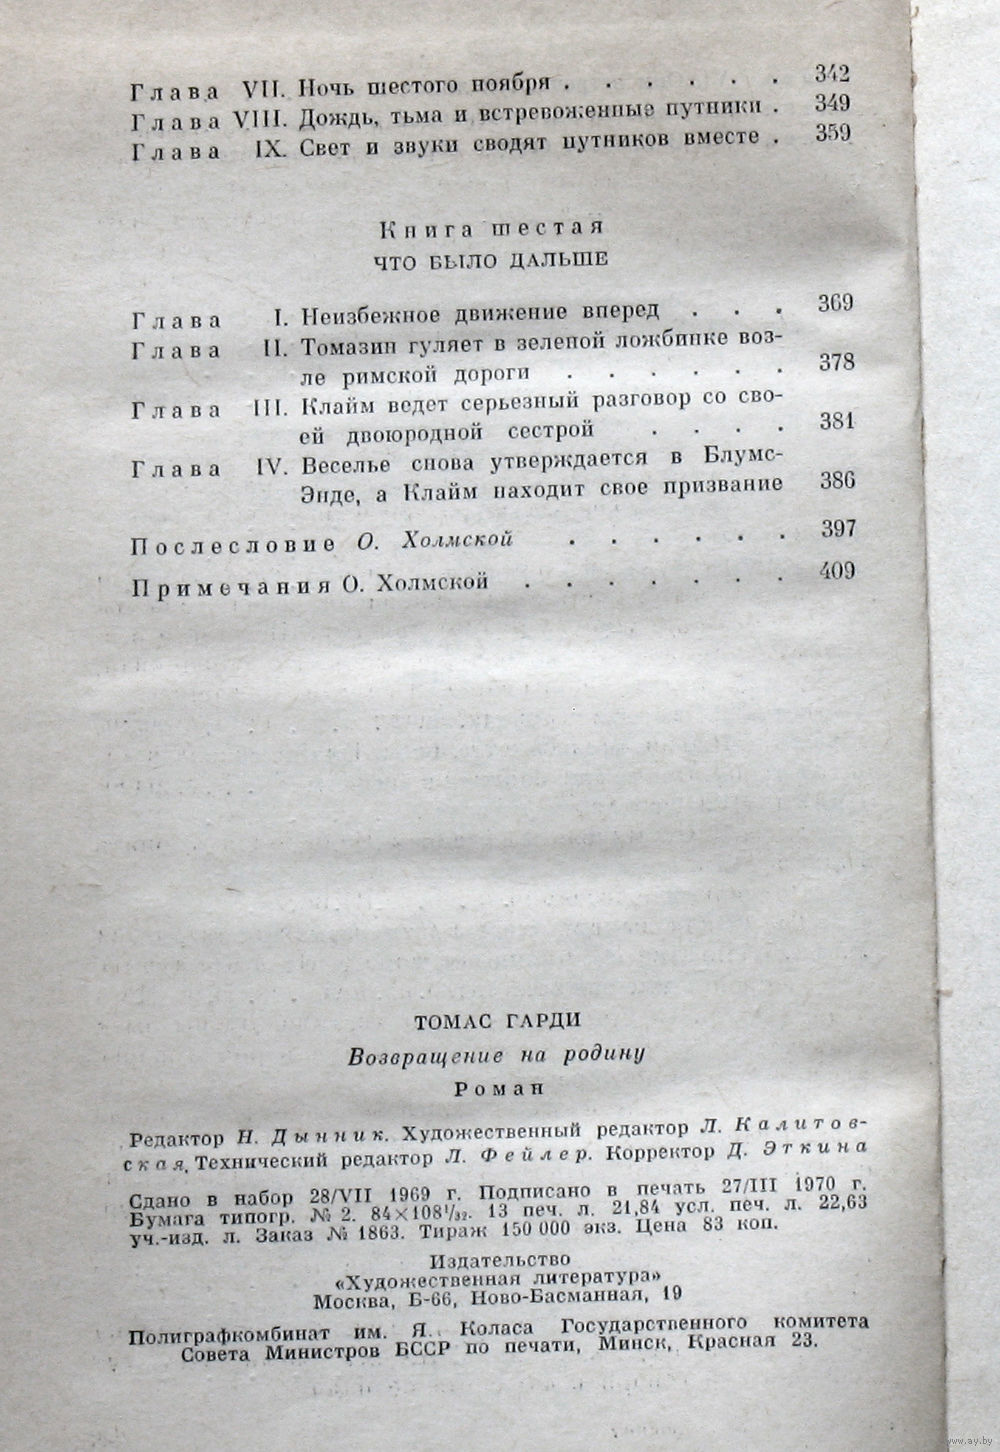 Глава VII. Ночь шестого ноября . . . . . . 342
Глава VIII. Дождь, тьма и встревоженные путники . 349
Глава IX. Свет и звуки сводят путников вместе . 359
Книга шестая
ЧТО БЫЛО ДАЛЬШЕ
Глава I. Неизбежное движение вперед . . . 369
Глава II. Томазин гуляет в зеленой ложбинке воз-
ле римской дороги . . . . . . 378
Глава III. Клайм ведет серьезный разговор со сво-
ей двоюродной сестрой . . . . 381
Глава IV. Веселье снова утверждается в Блумс-
Энде, а Клайм находит свое призвание 386
Послесловие О. Холмской . . . . . . 397
Примечания О. Холмской . . . . . . . 409
ТОМАС ГАРДИ
Возвращение на родину
Роман
Редактор Н. Дынник. Художественный редактор Л. Калитов-
ская. Технический редактор Л. Фейлер. Корректор Д. Эткина
Сдано в набор 28/VII 1969 г. Подписано в печать 27/III 1970 г.
Бумага типогр. № 2. 84×108¹/₃₂. 13 печ. л. 21,84 усл. печ. л. 22,63
уч.-изд. л. Заказ № 1863. Тираж 150 000 экз. Цена 83 коп.
Издательство
«Художественная литература»
Москва, Б-66, Ново-Басманная, 19
Полиграфкомбинат им. Я. Коласа Государственного комитета
Совета Министров БССР по печати, Минск, Красная 23.
www.ay.by